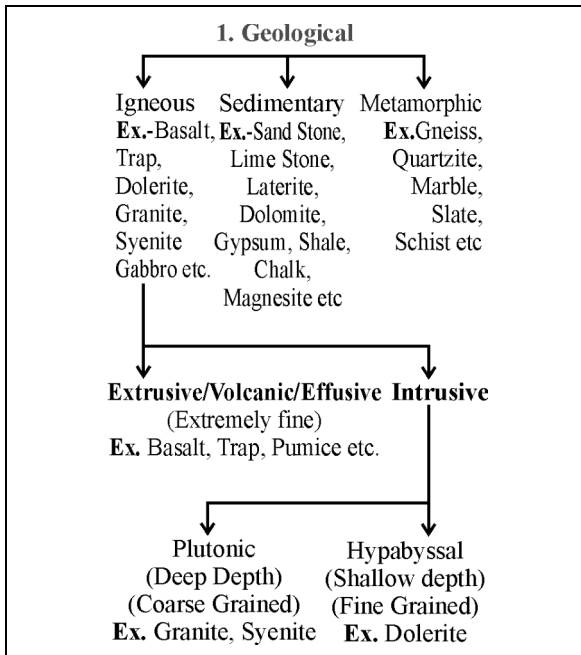 1. Geological
Igneous
Ex.-Basalt,
Trap,
Dolerite,
Granite,
Syenite
Gabbro etc.
Sedimentary
Ex.-Sand Stone,
Lime Stone,
Laterite,
Dolomite,
Gypsum, Shale,
Chalk,
Magnesite etc
Metamorphic
Ex.Gneiss,
Quartzite,
Marble,
Slate,
Schist etc
Extrusive/Volcanic/Effusive
(Extremely fine)
Ex. Basalt, Trap, Pumice etc.
Intrusive
Plutonic
(Deep Depth)
(Coarse Grained)
Ex. Granite, Syenite
Hypabyssal
(Shallow depth)
(Fine Grained)
Ex. Dolerite